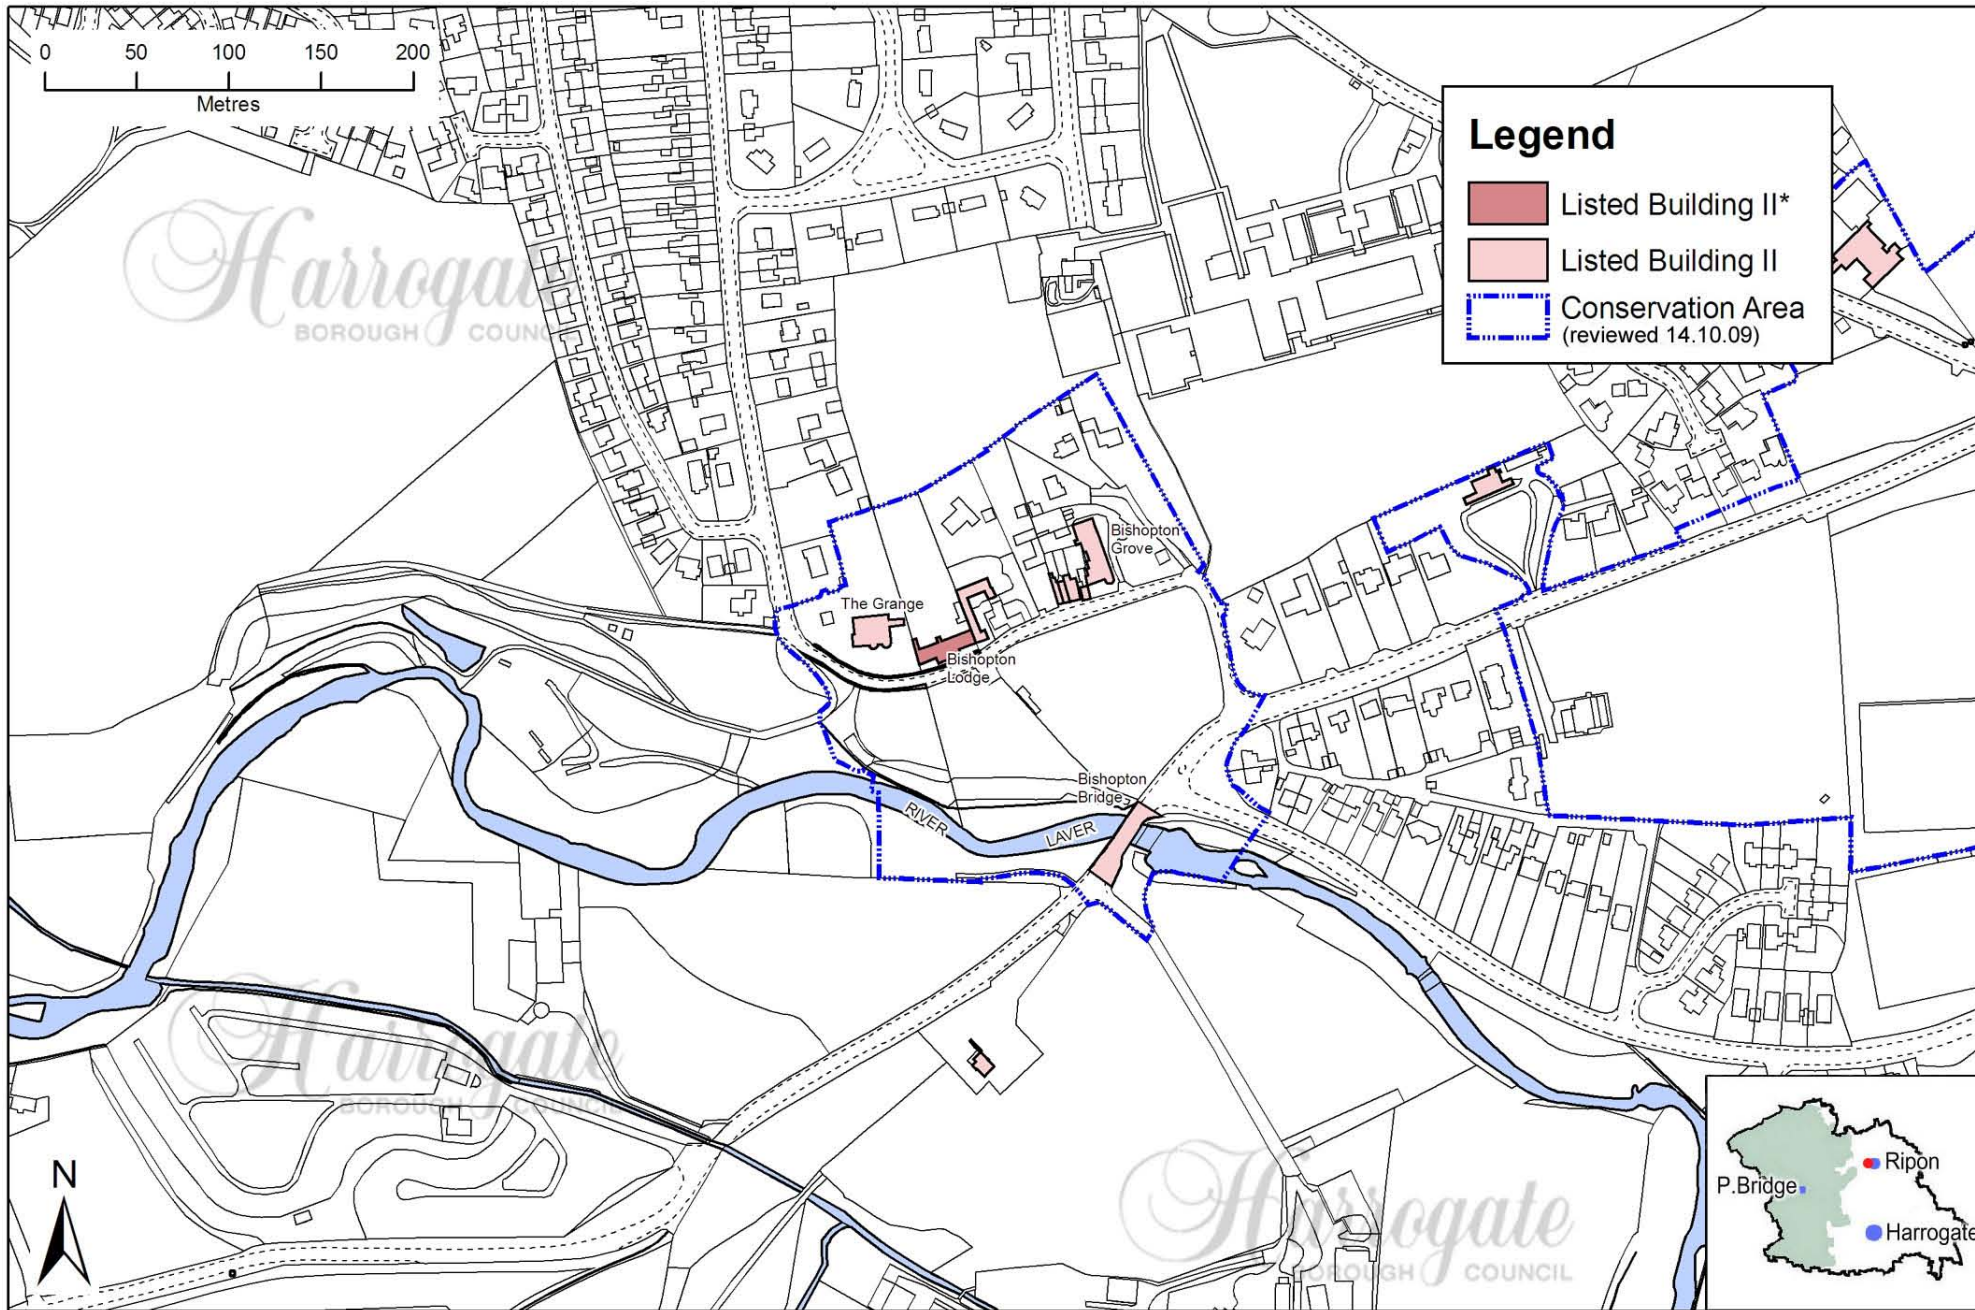 0 50 100 150 200
Metres
Legend
Listed Building II*
Listed Building II
Conservation Area
(reviewed 14.10.09)
Harrogate
BOROUGH COUNCIL
Bishopton
Grove
The Grange
Bishopton
Lodge
Bishopton
Bridge
RIVER LAVER
Harrogate
BOROUGH COUNCIL
N
Harrogate
BOROUGH COUNCIL
Ripon
P.Bridge
Harrogate